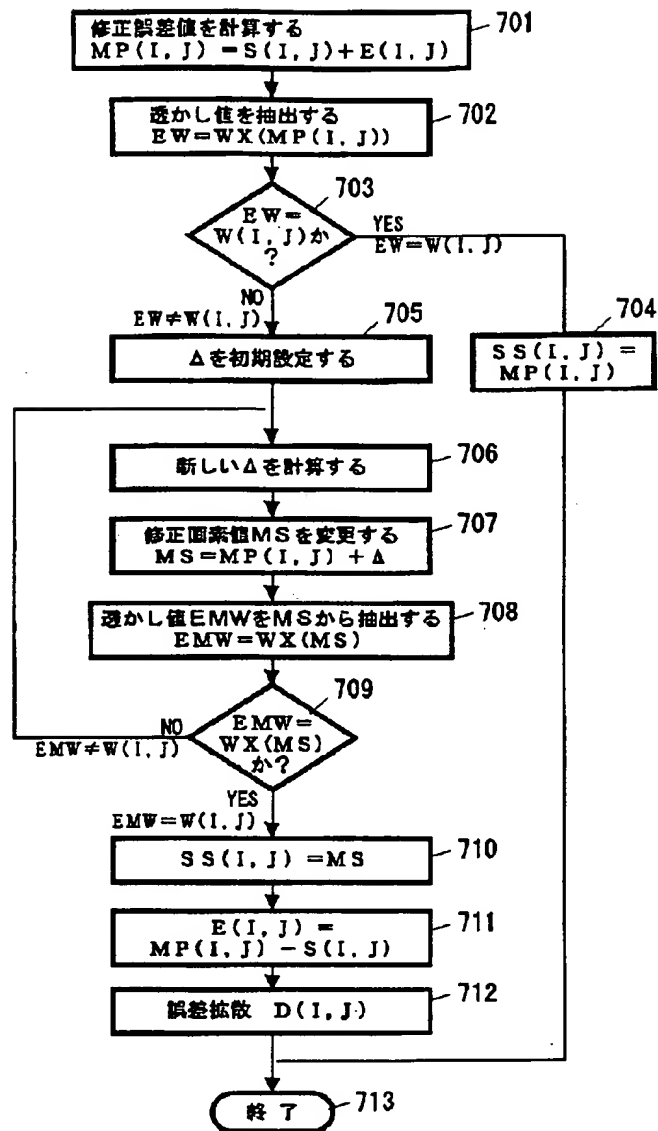 修正誤差値を計算する
MP(I,J)=S(I,J)+E(I,J)
701
透かし値を抽出する
EW=WX(MP(I,J))
702
703
EW=
W(I,J)か
?
YES
EW=W(I,J)
NO
EW≠W(I,J)
705
704
Δを初期設定する
SS(I,J)=
MP(I,J)
新しいΔを計算する
706
修正画素値MSを変更する
MS=MP(I,J)+Δ
707
透かし値EMWをMSから抽出する
EMW=WX(MS)
708
709
EMW=
WX(MS)
か?
NO
EMW≠W(I,J)
YES
EMW=W(I,J)
SS(I,J)=MS
710
E(I,J)=
MP(I,J)-S(I,J)
711
誤差拡散 D(I,J)
712
終了
713